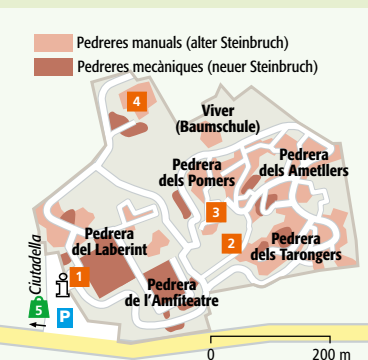 Pedreres manuals (alter Steinbruch)
Pedreres mecàniques (neuer Steinbruch)
4
Viver
(Baumschule)
Pedrera
dels Pomers
Pedrera
dels Ametllers
3
2
Pedrera
del Laberint
Pedrera
dels Tarongers
1
Ciutadella
i
5
P
Pedrera
de l'Amfiteatre
0
200 m